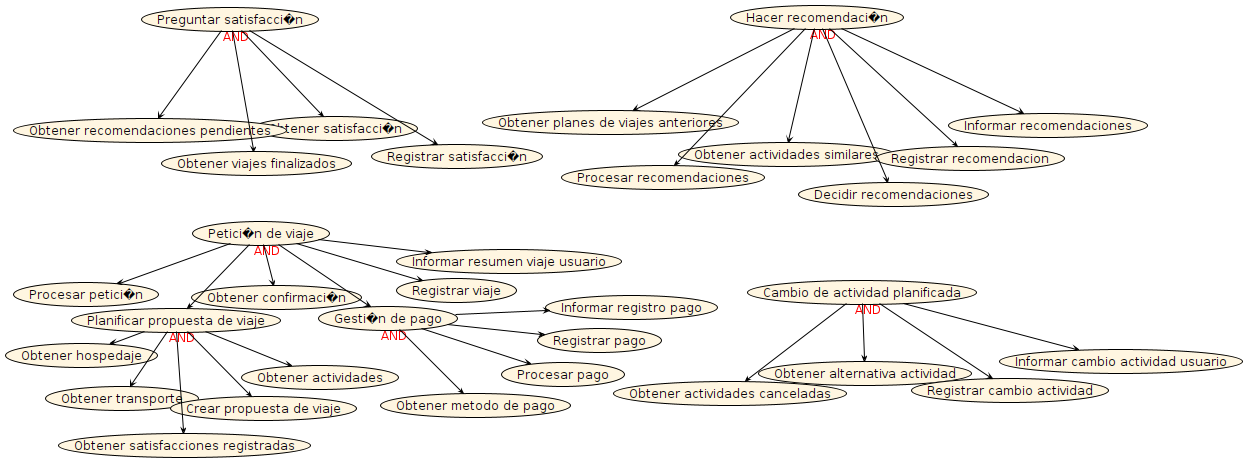 Preguntar satisfacci�n
AND
Obtener recomendaciones pendientes
Obtener satisfacci�n
Obtener viajes finalizados
Registrar satisfacci�n
Hacer recomendaci�n
AND
Obtener planes de viajes anteriores
Informar recomendaciones
Obtener actividades similares
Registrar recomendacion
Procesar recomendaciones
Decidir recomendaciones
Petici�n de viaje
AND
Informar resumen viaje usuario
Procesar petici�n
Obtener confirmaci�n
Registrar viaje
Planificar propuesta de viaje
AND
Gesti�n de pago
AND
Informar registro pago
Registrar pago
Obtener hospedaje
Procesar pago
Obtener actividades
Obtener transporte
Crear propuesta de viaje
Obtener metodo de pago
Obtener satisfacciones registradas
Cambio de actividad planificada
AND
Informar cambio actividad usuario
Obtener alternativa actividad
Obtener actividades canceladas
Registrar cambio actividad